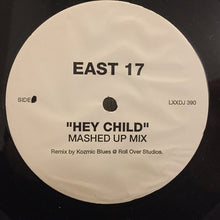 EAST 17
SIDE
LXXDJ 390
"HEY CHILD"
MASHED UP MIX
Remix by Kozmic Blues @ Roll Over Studios.